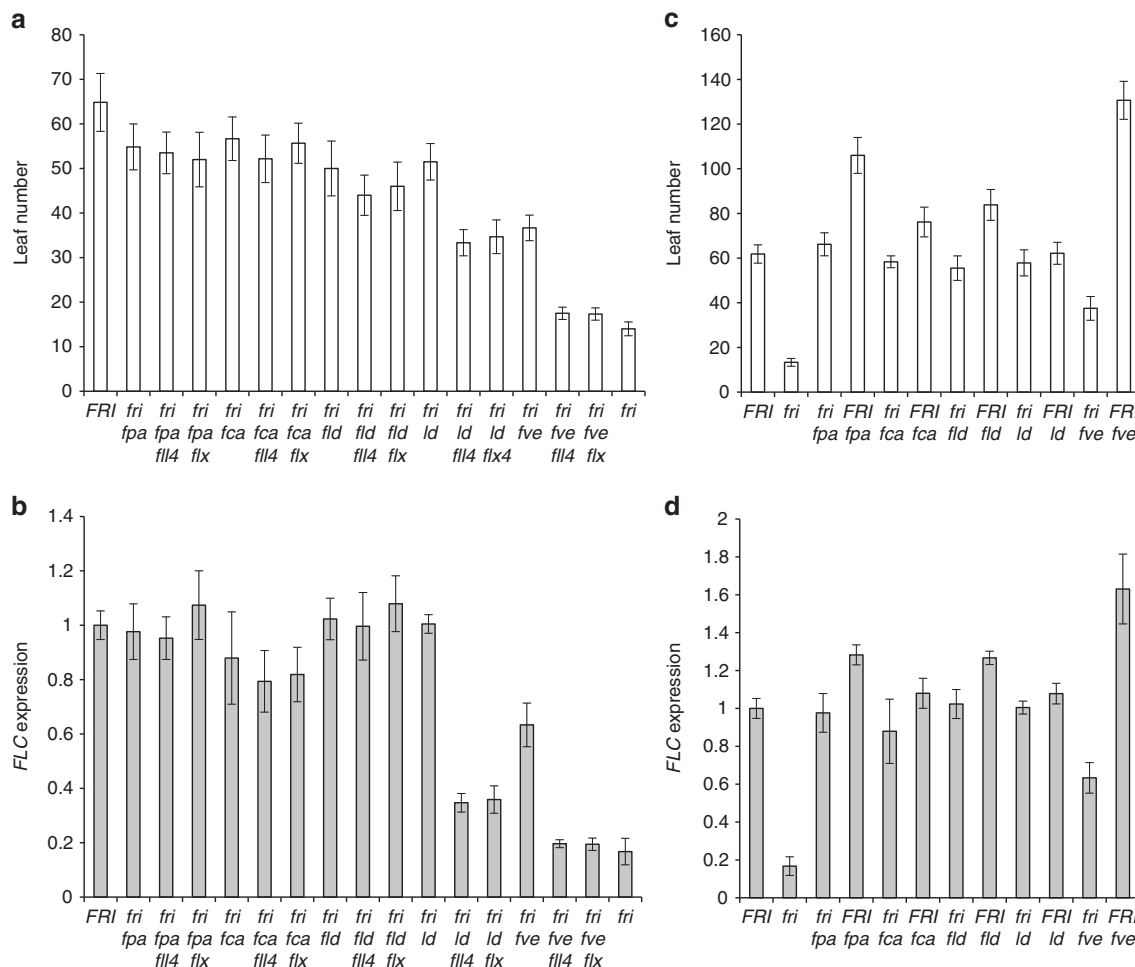 a
80
70
60
50
40
30
20
10
0
Leaf number
FRI fri fri fri fri fri fri fri fri fri fri fri fri fri fri fri fri
fpa fpa fpa fca fca fca fld fld fld ld ld ld fve fve fve
fll4 flx fll4 flx fll4 flx fll4 flx4 fll4 flx
b
1.4
1.2
1
0.8
0.6
0.4
0.2
0
FLC expression
FRI fri fri fri fri fri fri fri fri fri fri fri fri fri fri fri fri
fpa fpa fpa fca fca fca fld fld fld ld ld ld fve fve fve
fll4 flx fll4 flx fll4 flx fll4 flx fll4 flx
c
160
140
120
100
80
60
40
20
0
Leaf number
FRI fri fri FRI fri FRI fri FRI fri FRI fri FRI
fpa fpa fca fca fld fld ld ld fve fve
d
2
1.8
1.6
1.4
1.2
1
0.8
0.6
0.4
0.2
0
FLC expression
FRI fri fri FRI fri FRI fri FRI fri FRI fri FRI
fpa fpa fca fca fld fld ld ld fve fve